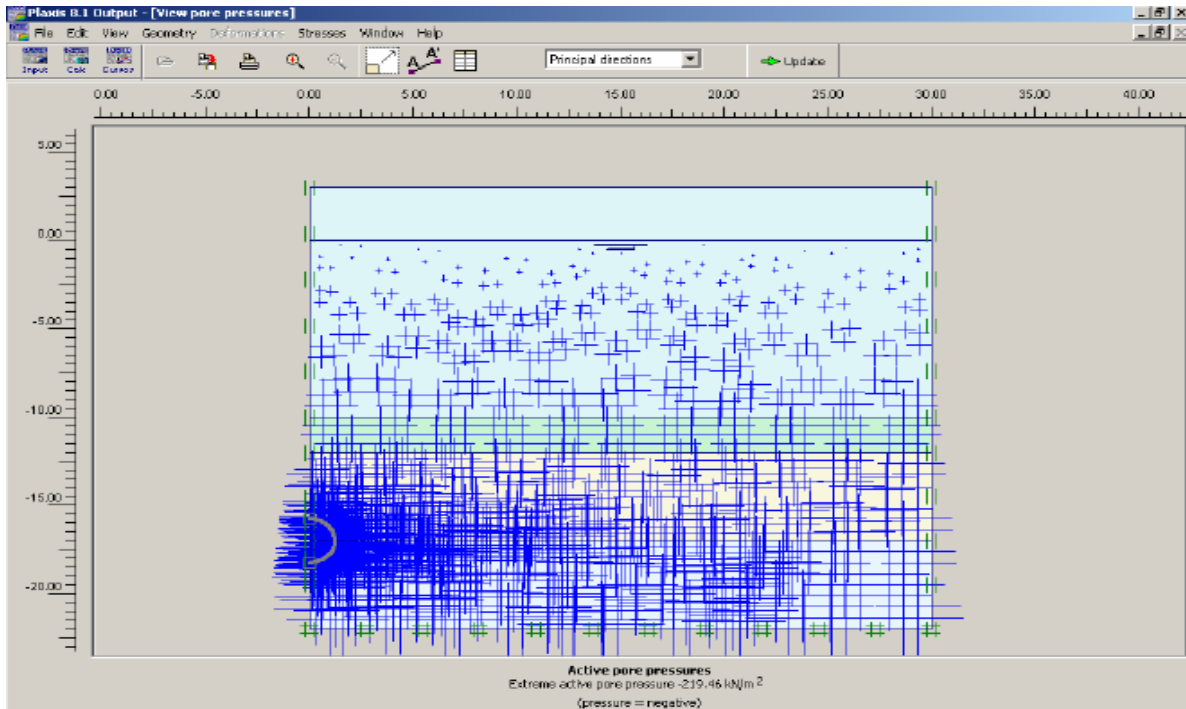 Plaxis 8.1 Output - [View pore pressures]
File Edit View Geometry Deformations Stresses Window Help
Input Calc Curves
A A'
Principal directions
Update
0.00 -5.00 0.00 5.00 10.00 15.00 20.00 25.00 30.00 35.00 40.00
5.00
0.00
-5.00
-10.00
-15.00
-20.00
Active pore pressures
Extreme active pore pressure -219.46 kN/m 2
(pressure = negative)